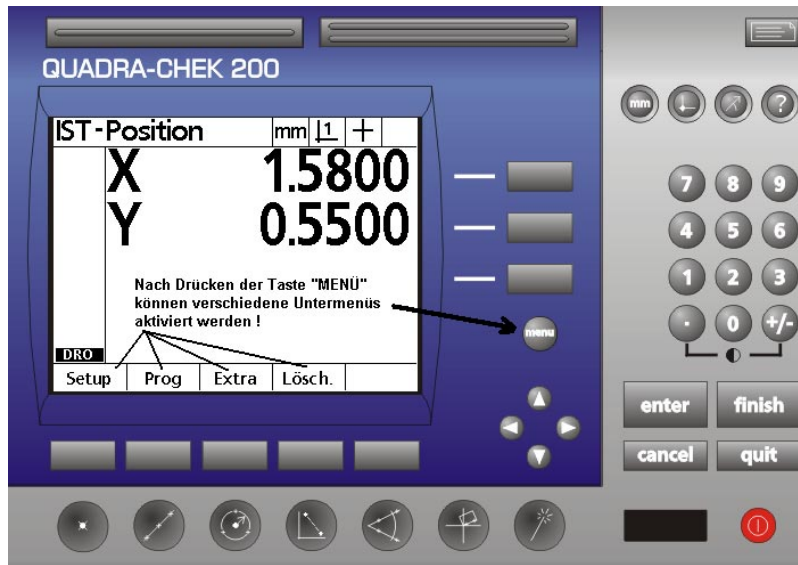 QUADRA-CHEK 200
IST-Position mm 1 +
X 1.5800
Y 0.5500
Nach Drücken der Taste "MENÜ"
können verschiedene Untermenüs
aktiviert werden !
DRO
Setup Prog Extra Lösch.
menu
mm ?
7 8 9
4 5 6
1 2 3
. 0 +/-
enter finish
cancel quit